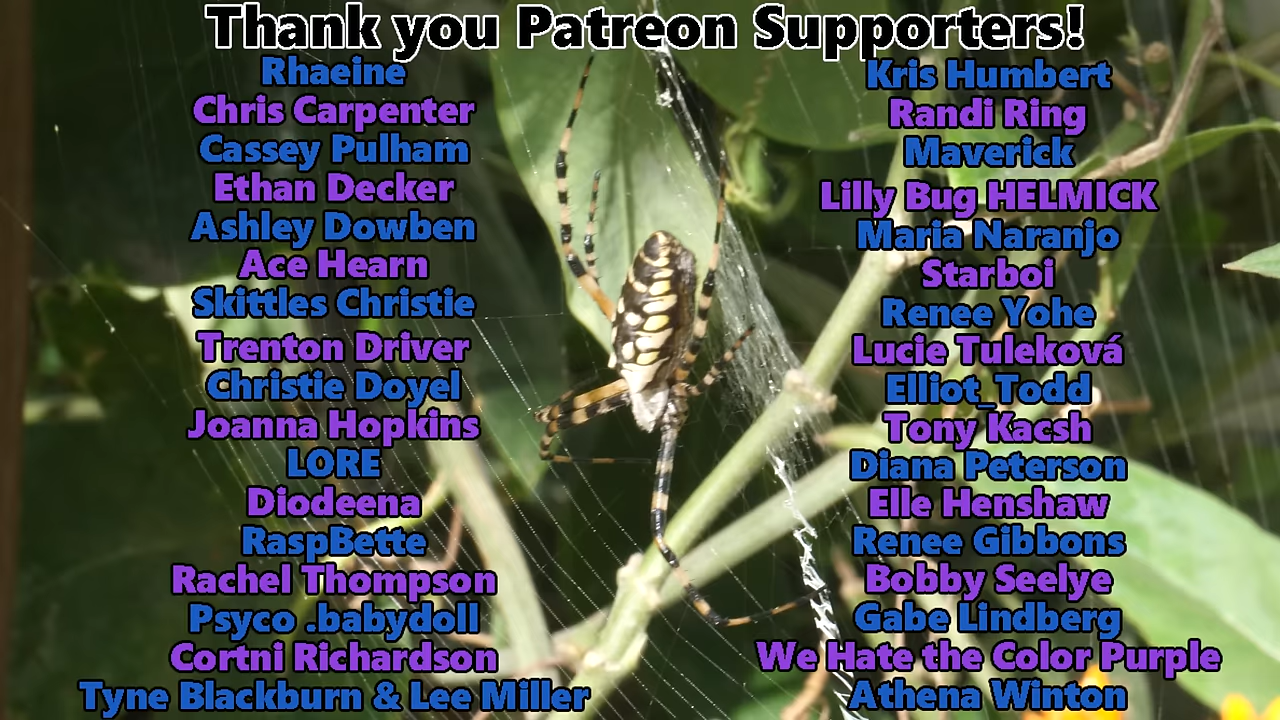 Thank you Patreon Supporters!
Rhaeine
Chris Carpenter
Cassey Pulham
Ethan Decker
Ashley Dowben
Ace Hearn
Skittles Christie
Trenton Driver
Christie Doyel
Joanna Hopkins
LORE
Diodeena
RaspBette
Rachel Thompson
Psyco .babydoll
Cortni Richardson
Tyne Blackburn & Lee Miller
Kris Humbert
Randi Ring
Maverick
Lilly Bug HELMICK
Maria Naranjo
Starboi
Renee Yohe
Lucie Tuleková
Elliot_Todd
Tony Kacsh
Diana Peterson
Elle Henshaw
Renee Gibbons
Bobby Seelye
Gabe Lindberg
We Hate the Color Purple
Athena Winton